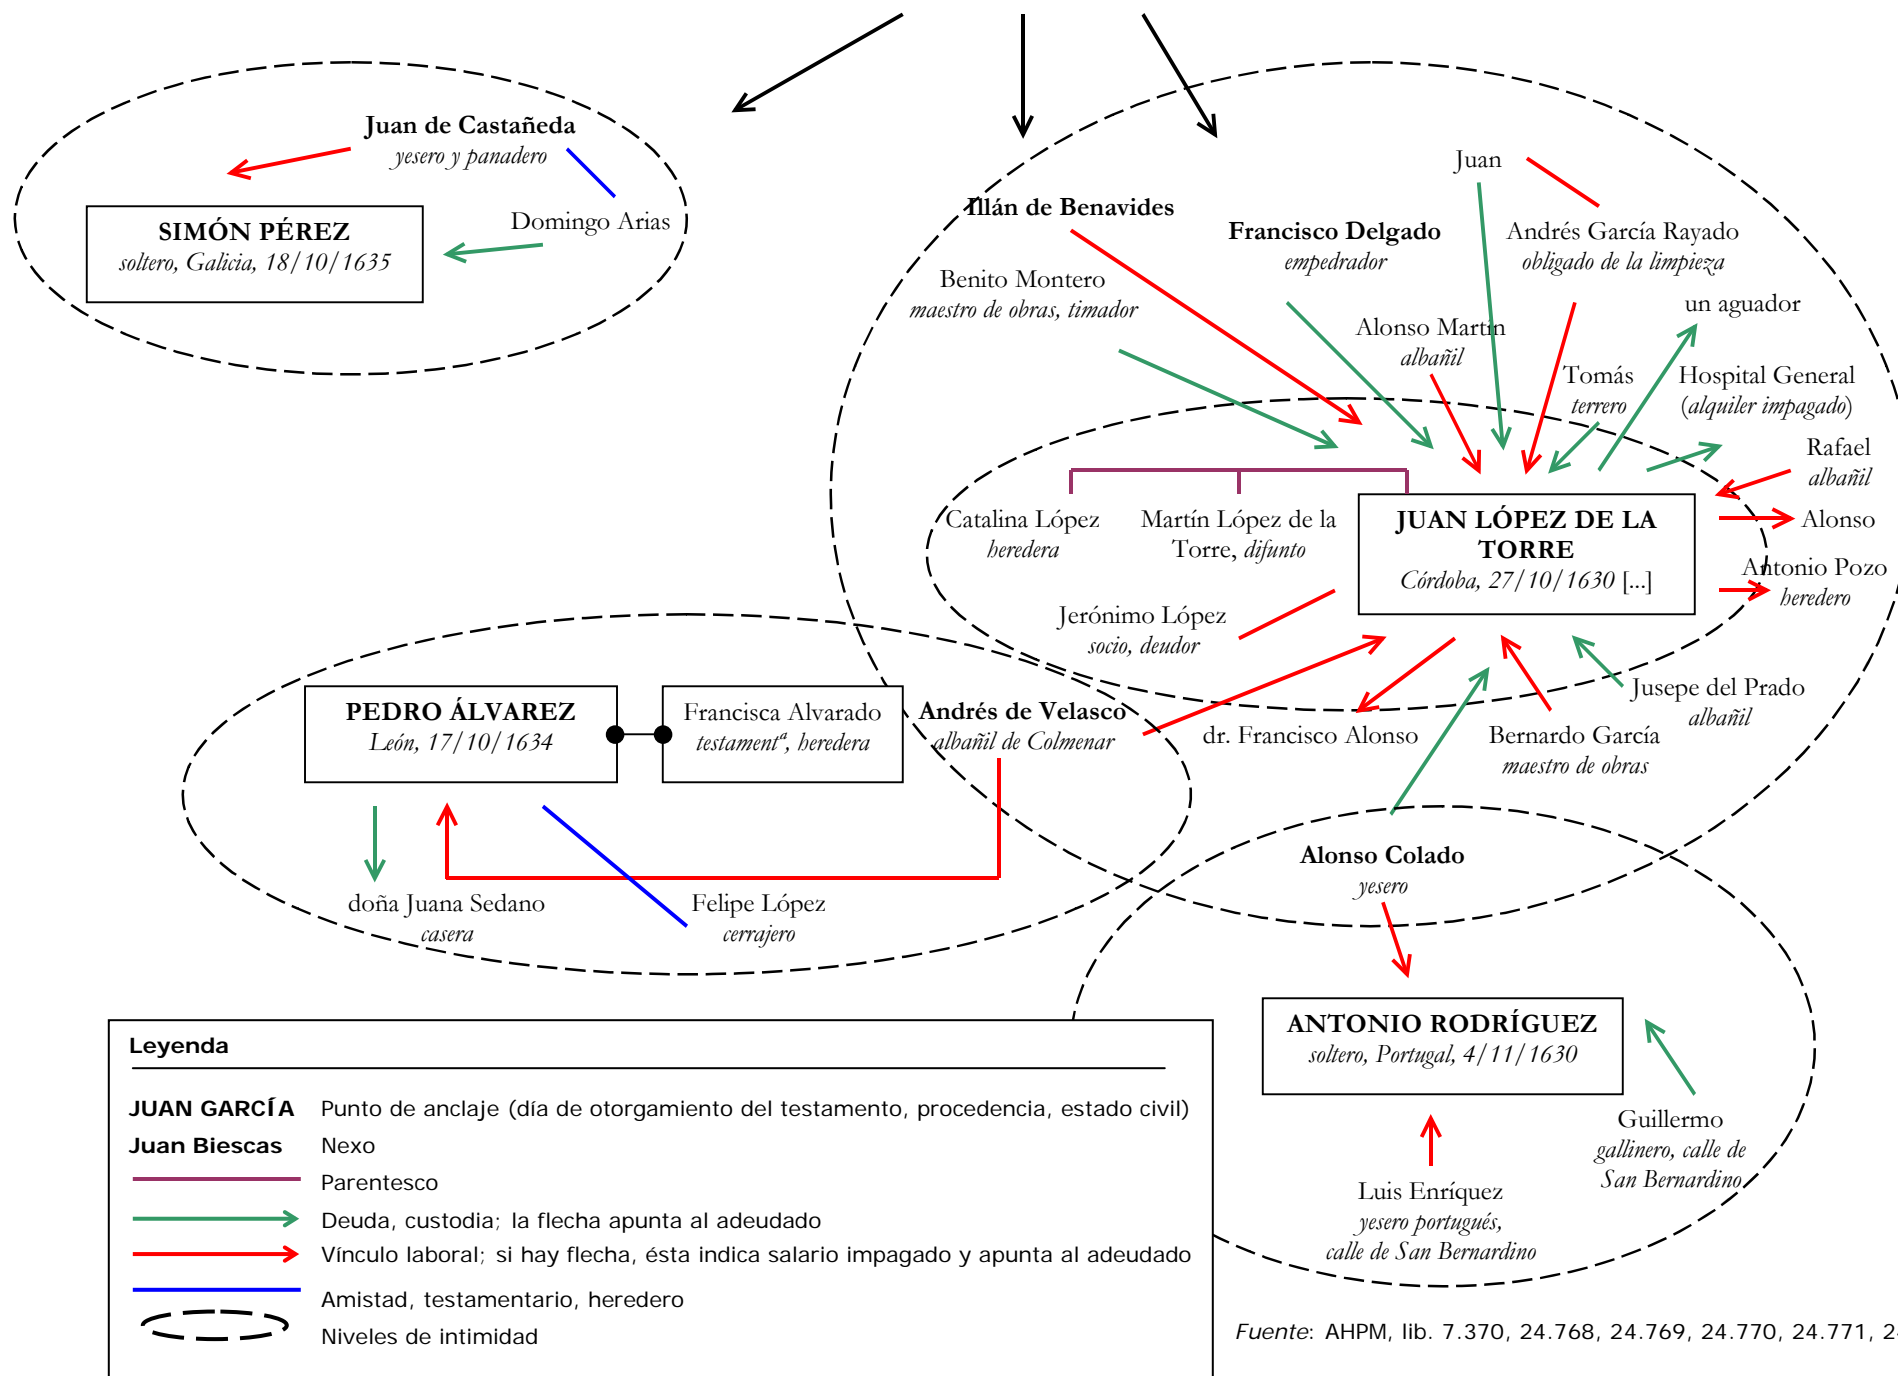 Juan de Castañeda
yesero y panadero
SIMÓN PÉREZ
soltero, Galicia, 18/10/1635
Domingo Arias
Juan
Illán de Benavides
Francisco Delgado
empedrador
Andrés García Rayado
obligado de la limpieza
Benito Montero
maestro de obras, timador
un aguador
Alonso Martín
albañil
Tomás
terrero
Hospital General
(alquiler impagado)
Rafael
albañil
Alonso
Antonio Pozo
heredero
Catalina López
heredera
Martín López de la
Torre, difunto
JUAN LÓPEZ DE LA
TORRE
Córdoba, 27/10/1630 [...]
Jerónimo López
socio, deudor
Jusepe del Prado
albañil
PEDRO ÁLVAREZ
León, 17/10/1634
Francisca Alvarado
testamentª, heredera
Andrés de Velasco
albañil de Colmenar
dr. Francisco Alonso
Bernardo García
maestro de obras
Alonso Colado
yesero
doña Juana Sedano
casera
Felipe López
cerrajero
ANTONIO RODRÍGUEZ
soltero, Portugal, 4/11/1630
Guillermo
gallinero, calle de
San Bernardino
Luis Enríquez
yesero portugués,
calle de San Bernardino
Leyenda
JUAN GARCÍA Punto de anclaje (día de otorgamiento del testamento, procedencia, estado civil)
Juan Biescas Nexo
Parentesco
Deuda, custodia; la flecha apunta al adeudado
Vínculo laboral; si hay flecha, ésta indica salario impagado y apunta al adeudado
Amistad, testamentario, heredero
Niveles de intimidad
Fuente: AHPM, lib. 7.370, 24.768, 24.769, 24.770, 24.771,